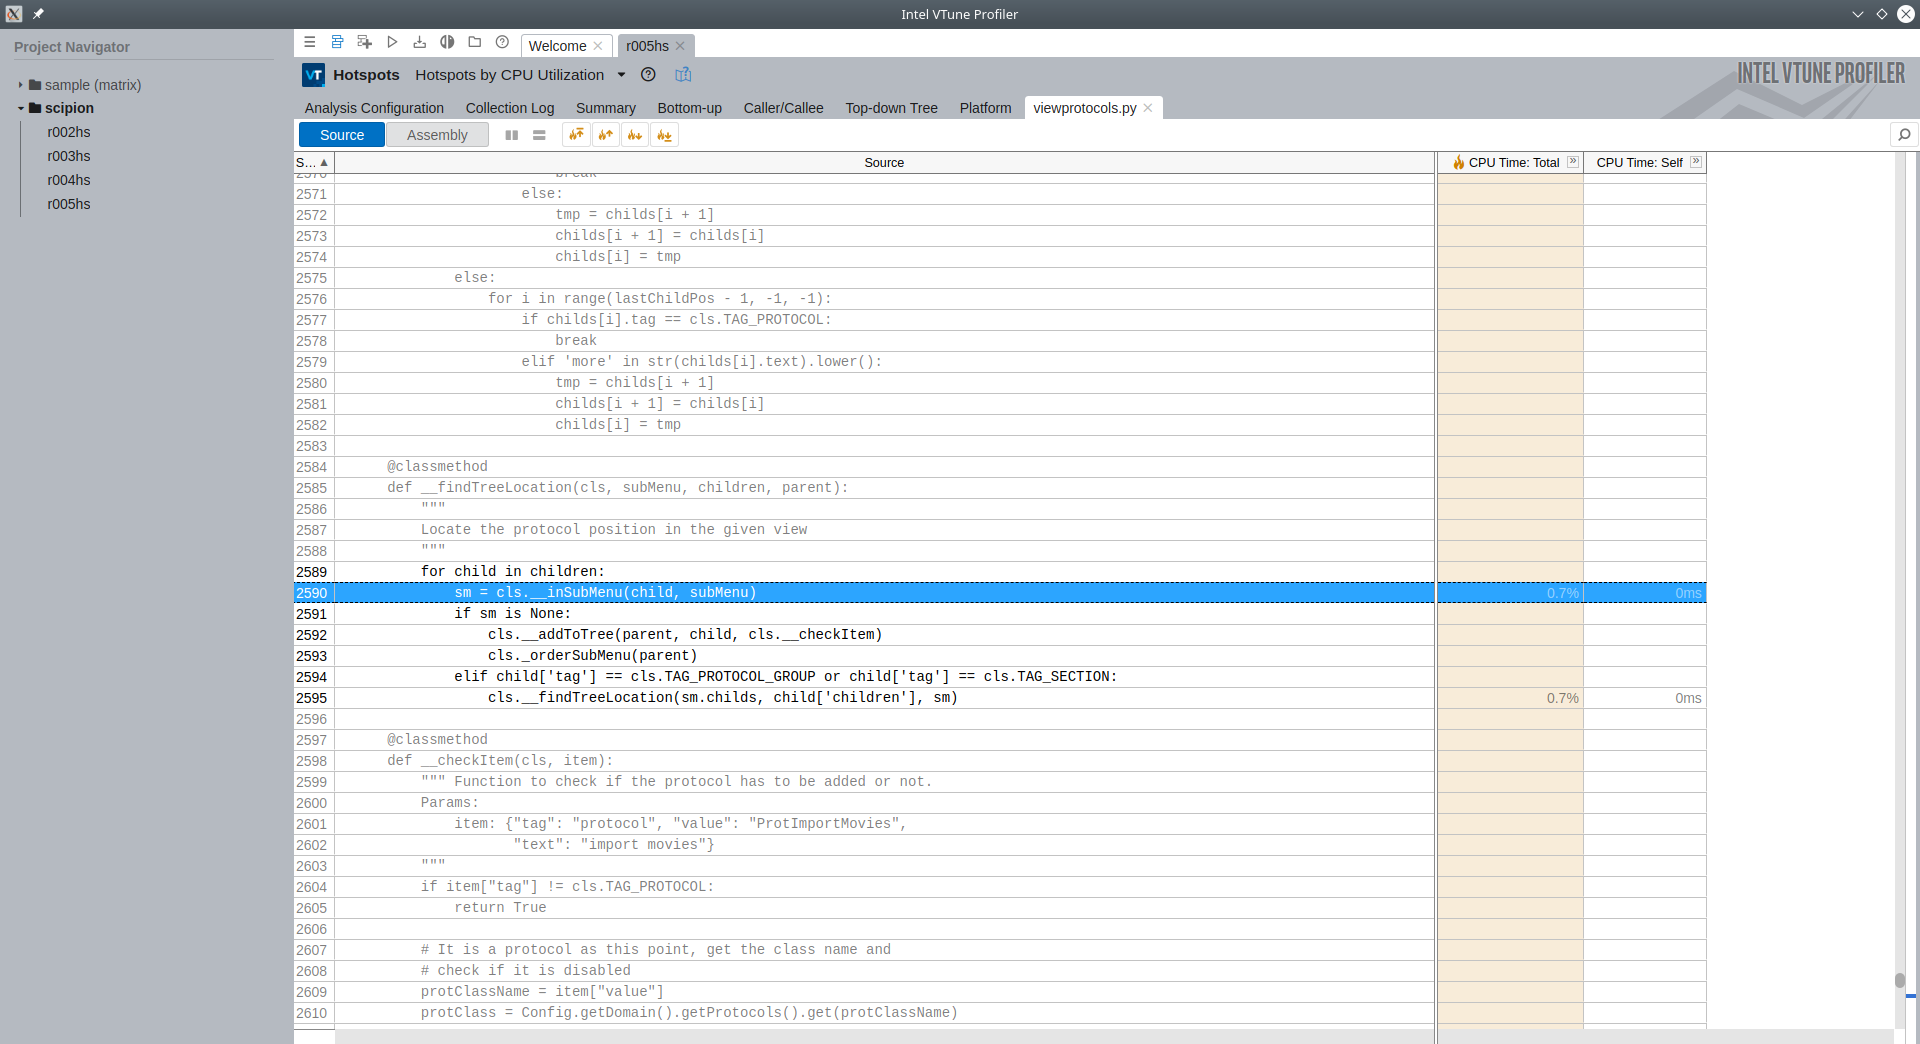 Intel VTune Profiler
Project Navigator
sample (matrix)
scipion
r002hs
r003hs
r004hs
r005hs
Welcome
r005hs
VT Hotspots Hotspots by CPU Utilization
INTEL VTUNE PROFILER
Analysis Configuration Collection Log Summary Bottom-up Caller/Callee Top-down Tree Platform viewprotocols.py
Source Assembly
S... ▲ Source CPU Time: Total CPU Time: Self
2570 break
2571 else:
2572 tmp = childs[i + 1]
2573 childs[i + 1] = childs[i]
2574 childs[i] = tmp
2575 else:
2576 for i in range(lastChildPos - 1, -1, -1):
2577 if childs[i].tag == cls.TAG_PROTOCOL:
2578 break
2579 elif 'more' in str(childs[i].text).lower():
2580 tmp = childs[i + 1]
2581 childs[i + 1] = childs[i]
2582 childs[i] = tmp
2583
2584 @classmethod
2585 def __findTreeLocation(cls, subMenu, children, parent):
2586 """
2587 Locate the protocol position in the given view
2588 """
2589 for child in children:
2590 sm = cls.__inSubMenu(child, subMenu) 0.7% 0ms
2591 if sm is None:
2592 cls.__addToTree(parent, child, cls.__checkItem)
2593 cls._orderSubMenu(parent)
2594 elif child['tag'] == cls.TAG_PROTOCOL_GROUP or child['tag'] == cls.TAG_SECTION:
2595 cls.__findTreeLocation(sm.childs, child['children'], sm) 0.7% 0ms
2596
2597 @classmethod
2598 def __checkItem(cls, item):
2599 """ Function to check if the protocol has to be added or not.
2600 Params:
2601 item: {"tag": "protocol", "value": "ProtImportMovies",
2602 "text": "import movies"}
2603 """
2604 if item["tag"] != cls.TAG_PROTOCOL:
2605 return True
2606
2607 # It is a protocol as this point, get the class name and
2608 # check if it is disabled
2609 protClassName = item["value"]
2610 protClass = Config.getDomain().getProtocols().get(protClassName)